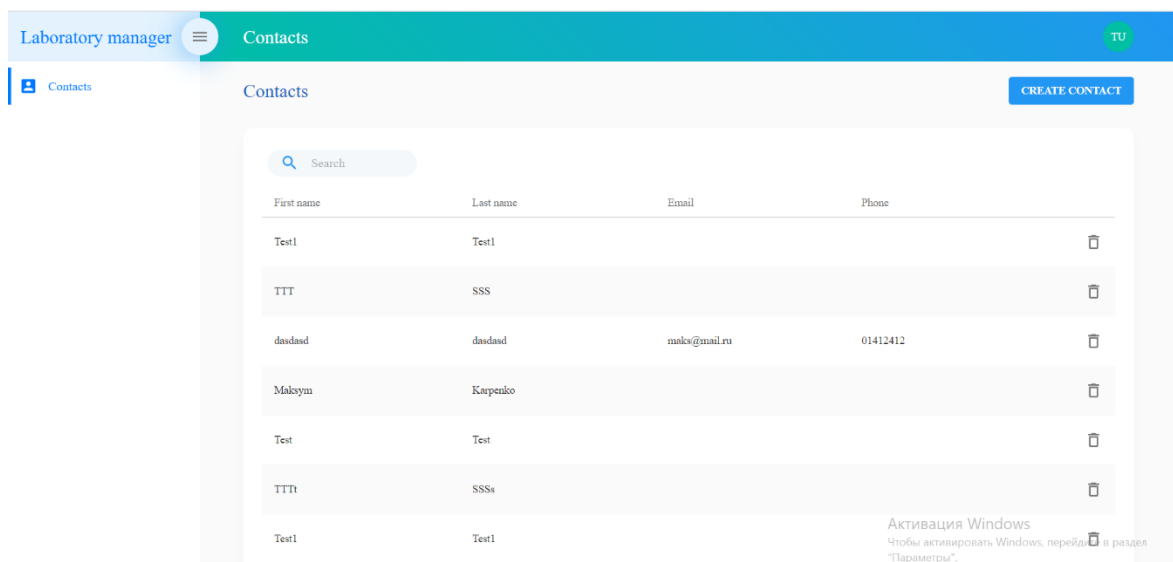 Laboratory manager
Contacts
TU
Contacts
Contacts
CREATE CONTACT
Search
First name Last name Email Phone
Test1 Test1
TTT SSS
dasdasd dasdasd maks@mail.ru 01412412
Maksym Karpenko
Test Test
TTTt SSSs
Test1 Test1
Активация Windows
Чтобы активировать Windows, перейдите в раздел
"Параметры".